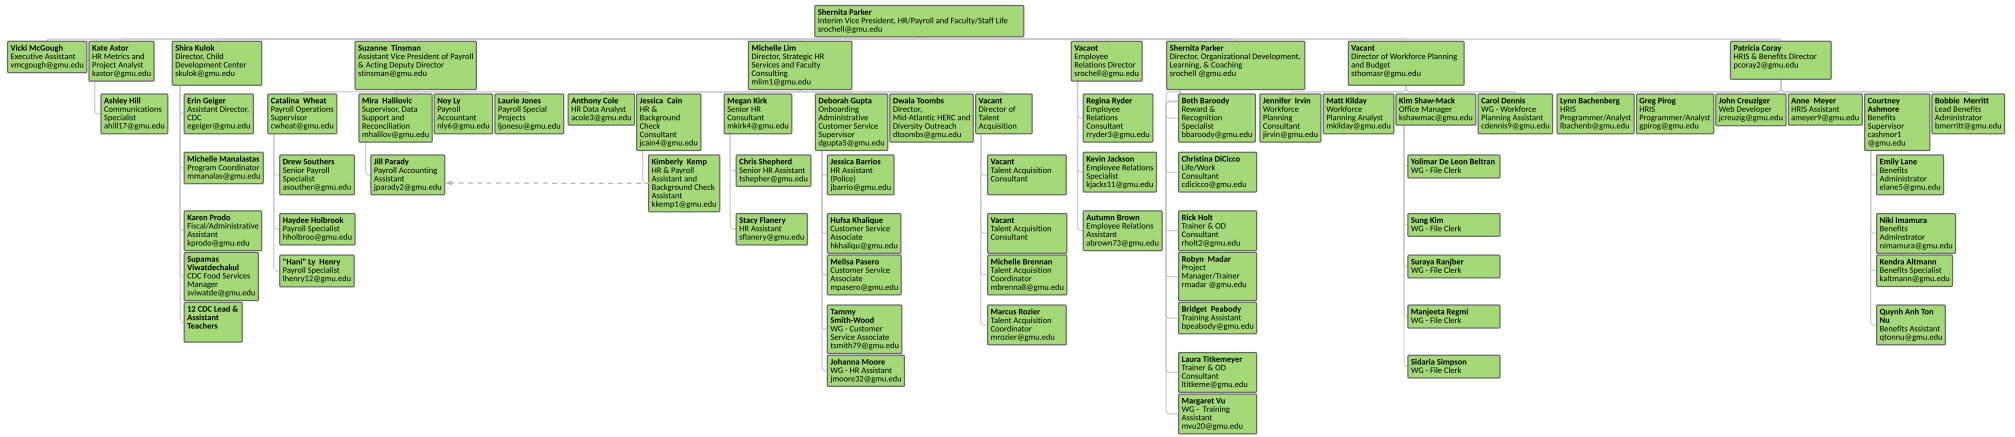 Shernita Parker
Interim Vice President, HR/Payroll and Faculty/Staff Life
srochell@gmu.edu
Vicki McGough
Executive Assistant
vmcgough@gmu.edu
Kate Astor
HR Metrics and
Project Analyst
kastor@gmu.edu
Ashley Hill
Communications
Specialist
ahill17@gmu.edu
Shira Kulok
Director, Child
Development Center
skulok@gmu.edu
Erin Geiger
Assistant Director,
CDC
egeiger@gmu.edu
Michelle Manalastas
Program Coordinator
mmanalas@gmu.edu
Karen Prodo
Fiscal/Administrative
Assistant
kprodo@gmu.edu
Supamas
Viwatdechakul
CDC Food Services
Manager
sviwatde@gmu.edu
12 CDC Lead &
Assistant
Teachers
Suzanne Tinsman
Assistant Vice President of Payroll
& Acting Deputy Director
stinsman@gmu.edu
Catalina Wheat
Payroll Operations
Supervisor
cwheat@gmu.edu
Drew Southers
Senior Payroll
Specialist
asouther@gmu.edu
Haydee Holbrook
Payroll Specialist
hholbroo@gmu.edu
"Hani" Ly Henry
Payroll Specialist
lhenry12@gmu.edu
Mira Halilovic
Supervisor, Data
Support and
Reconciliation
mhalilov@gmu.edu
Jill Parady
Payroll Accounting
Assistant
jparady2@gmu.edu
Noy Ly
Payroll
Accountant
nly6@gmu.edu
Laurie Jones
Payroll Special
Projects
ljonesu@gmu.edu
Michelle Lim
Director, Strategic HR
Services and Faculty
Consulting
mlim1@gmu.edu
Anthony Cole
HR Data Analyst
acole3@gmu.edu
Jessica Cain
HR &
Background
Check
Consultant
jcain4@gmu.edu
Kimberly Kemp
HR & Payroll
Assistant and
Background Check
Assistant
kkemp1@gmu.edu
Megan Kirk
Senior HR
Consultant
mkirk4@gmu.edu
Chris Shepherd
Senior HR Assistant
tshepher@gmu.edu
Stacy Flanery
HR Assistant
sflanery@gmu.edu
Deborah Gupta
Onboarding
Administrative
Customer Service
Supervisor
dgupta5@gmu.edu
Jessica Barrios
HR Assistant
(Police)
jbarrio@gmu.edu
Hufsa Khalique
Customer Service
Associate
hkhaliqu@gmu.edu
Melisa Pasero
Customer Service
Associate
mpasero@gmu.edu
Tammy
Smith-Wood
WG - Customer
Service Associate
tsmith79@gmu.edu
Johanna Moore
WG - HR Assistant
jmoore32@gmu.edu
Dwala Toombs
Director,
Mid-Atlantic HERC and
Diversity Outreach
dtoombs@gmu.edu
Vacant
Director of
Talent
Acquisition
Vacant
Talent Acquisition
Consultant
Vacant
Talent Acquisition
Consultant
Michelle Brennan
Talent Acquisition
Coordinator
mbrenna8@gmu.edu
Marcus Rozier
Talent Acquisition
Coordinator
mrozier@gmu.edu
Vacant
Employee
Relations Director
srochell@gmu.edu
Regina Ryder
Employee
Relations
Consultant
rryder3@gmu.edu
Kevin Jackson
Employee Relations
Specialist
kjacks11@gmu.edu
Autumn Brown
Employee Relations
Assistant
abrown73@gmu.edu
Shernita Parker
Director, Organizational Development,
Learning, & Coaching
srochell @gmu.edu
Beth Baroody
Reward &
Recognition
Specialist
bbaroody@gmu.edu
Christina DiCicco
Life/Work
Consultant
cdicicco@gmu.edu
Rick Holt
Trainer & OD
Consultant
rholt2@gmu.edu
Robyn Madar
Project
Manager/Trainer
rmadar @gmu.edu
Bridget Peabody
Training Assistant
bpeabody@gmu.edu
Laura Titkemeyer
Trainer & OD
Consultant
ltitkeme@gmu.edu
Margaret Vu
WG - Training
Assistant
mvu20@gmu.edu
Vacant
Director of Workforce Planning
and Budget
sthomasr@gmu.edu
Jennifer Irvin
Workforce
Planning
Consultant
jirvin@gmu.edu
Matt Kilday
Workforce
Planning Analyst
mkilday@gmu.edu
Kim Shaw-Mack
Office Manager
kshawmac@gmu.edu
Yolimar De Leon Beltran
WG - File Clerk
Sung Kim
WG - File Clerk
Suraya Ranjber
WG - File Clerk
Manjeeta Regmi
WG - File Clerk
Sidaria Simpson
WG - File Clerk
Carol Dennis
WG - Workforce
Planning Assistant
cdennis9@gmu.edu
Patricia Coray
HRIS & Benefits Director
pcoray2@gmu.edu
Lynn Bachenberg
HRIS
Programmer/Analyst
lbachenb@gmu.edu
Greg Pirog
HRIS
Programmer/Analyst
gpirog@gmu.edu
John Creuziger
Web Developer
jcreuzig@gmu.edu
Anne Meyer
HRIS Assistant
ameyer9@gmu.edu
Courtney
Ashmore
Benefits
Supervisor
cashmor1
@gmu.edu
Emily Lane
Benefits
Administrator
elane5@gmu.edu
Niki Imamura
Benefits
Adminstrator
nimamura@gmu.edu
Kendra Altmann
Benefits Specialist
kaltmann@gmu.edu
Quynh Anh Ton
Nu
Benefits Assistant
qtonnu@gmu.edu
Bobbie Merritt
Lead Benefits
Administrator
bmerritt@gmu.edu